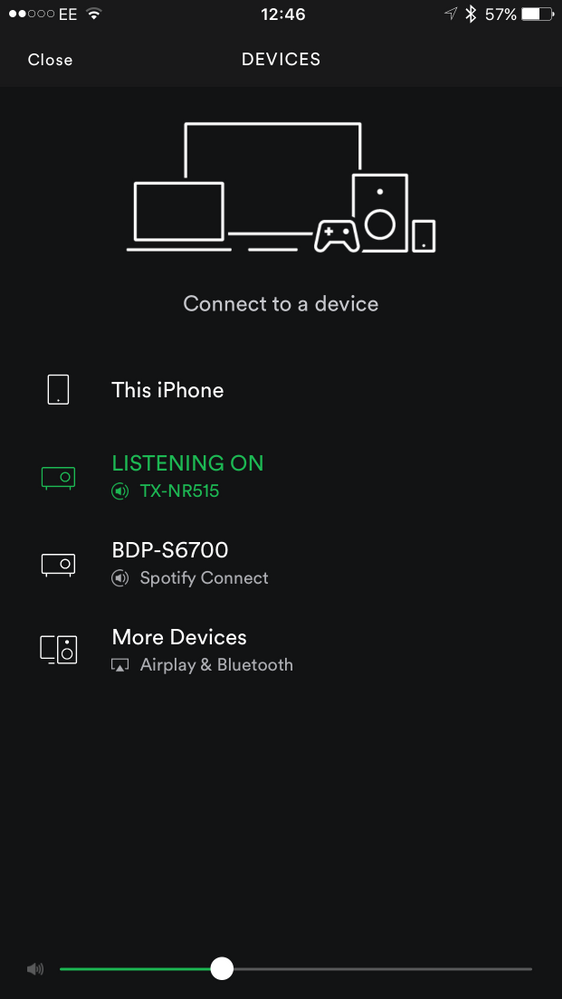 EE 12:46 57%
Close DEVICES
Connect to a device
This iPhone
LISTENING ON
TX-NR515
BDP-S6700
Spotify Connect
More Devices
Airplay & Bluetooth